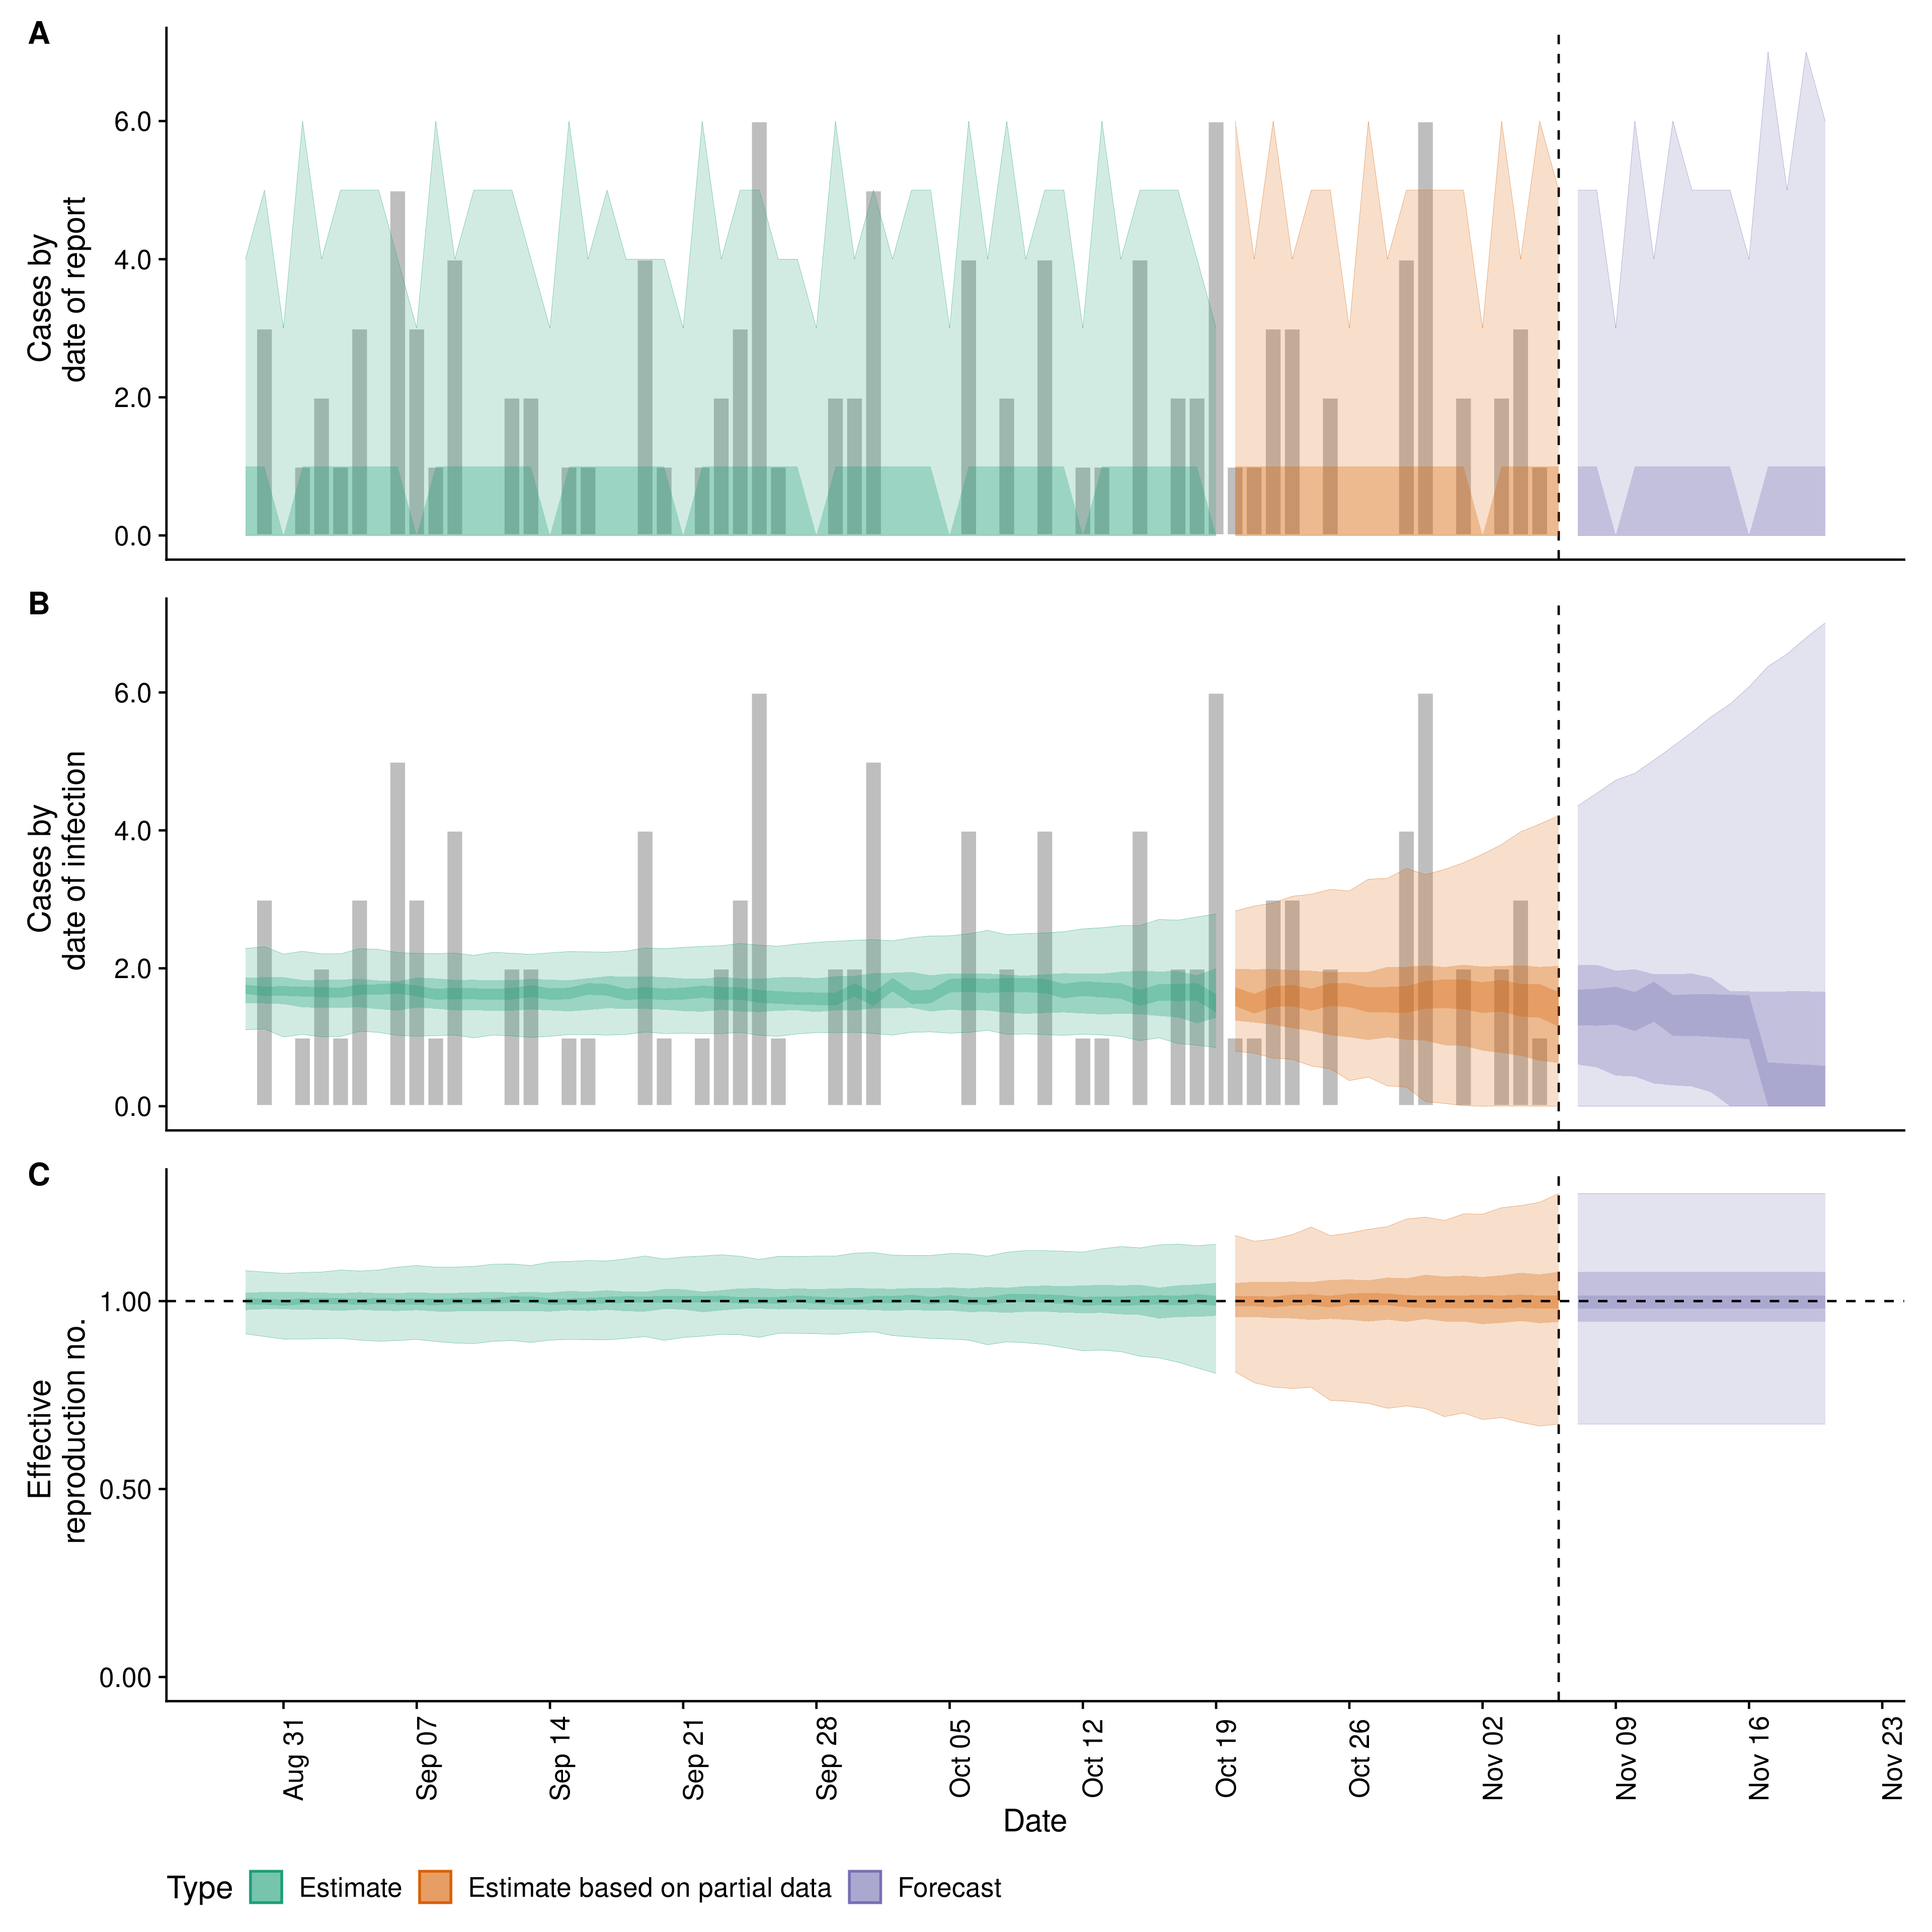 A
Cases by
date of report
6.0
4.0
2.0
0.0
B
Cases by
date of infection
6.0
4.0
2.0
0.0
C
Effective
reproduction no.
1.00
0.50
0.00
Aug 31
Sep 07
Sep 14
Sep 21
Sep 28
Oct 05
Oct 12
Oct 19
Oct 26
Nov 02
Nov 09
Nov 16
Nov 23
Date
Type Estimate Estimate based on partial data Forecast